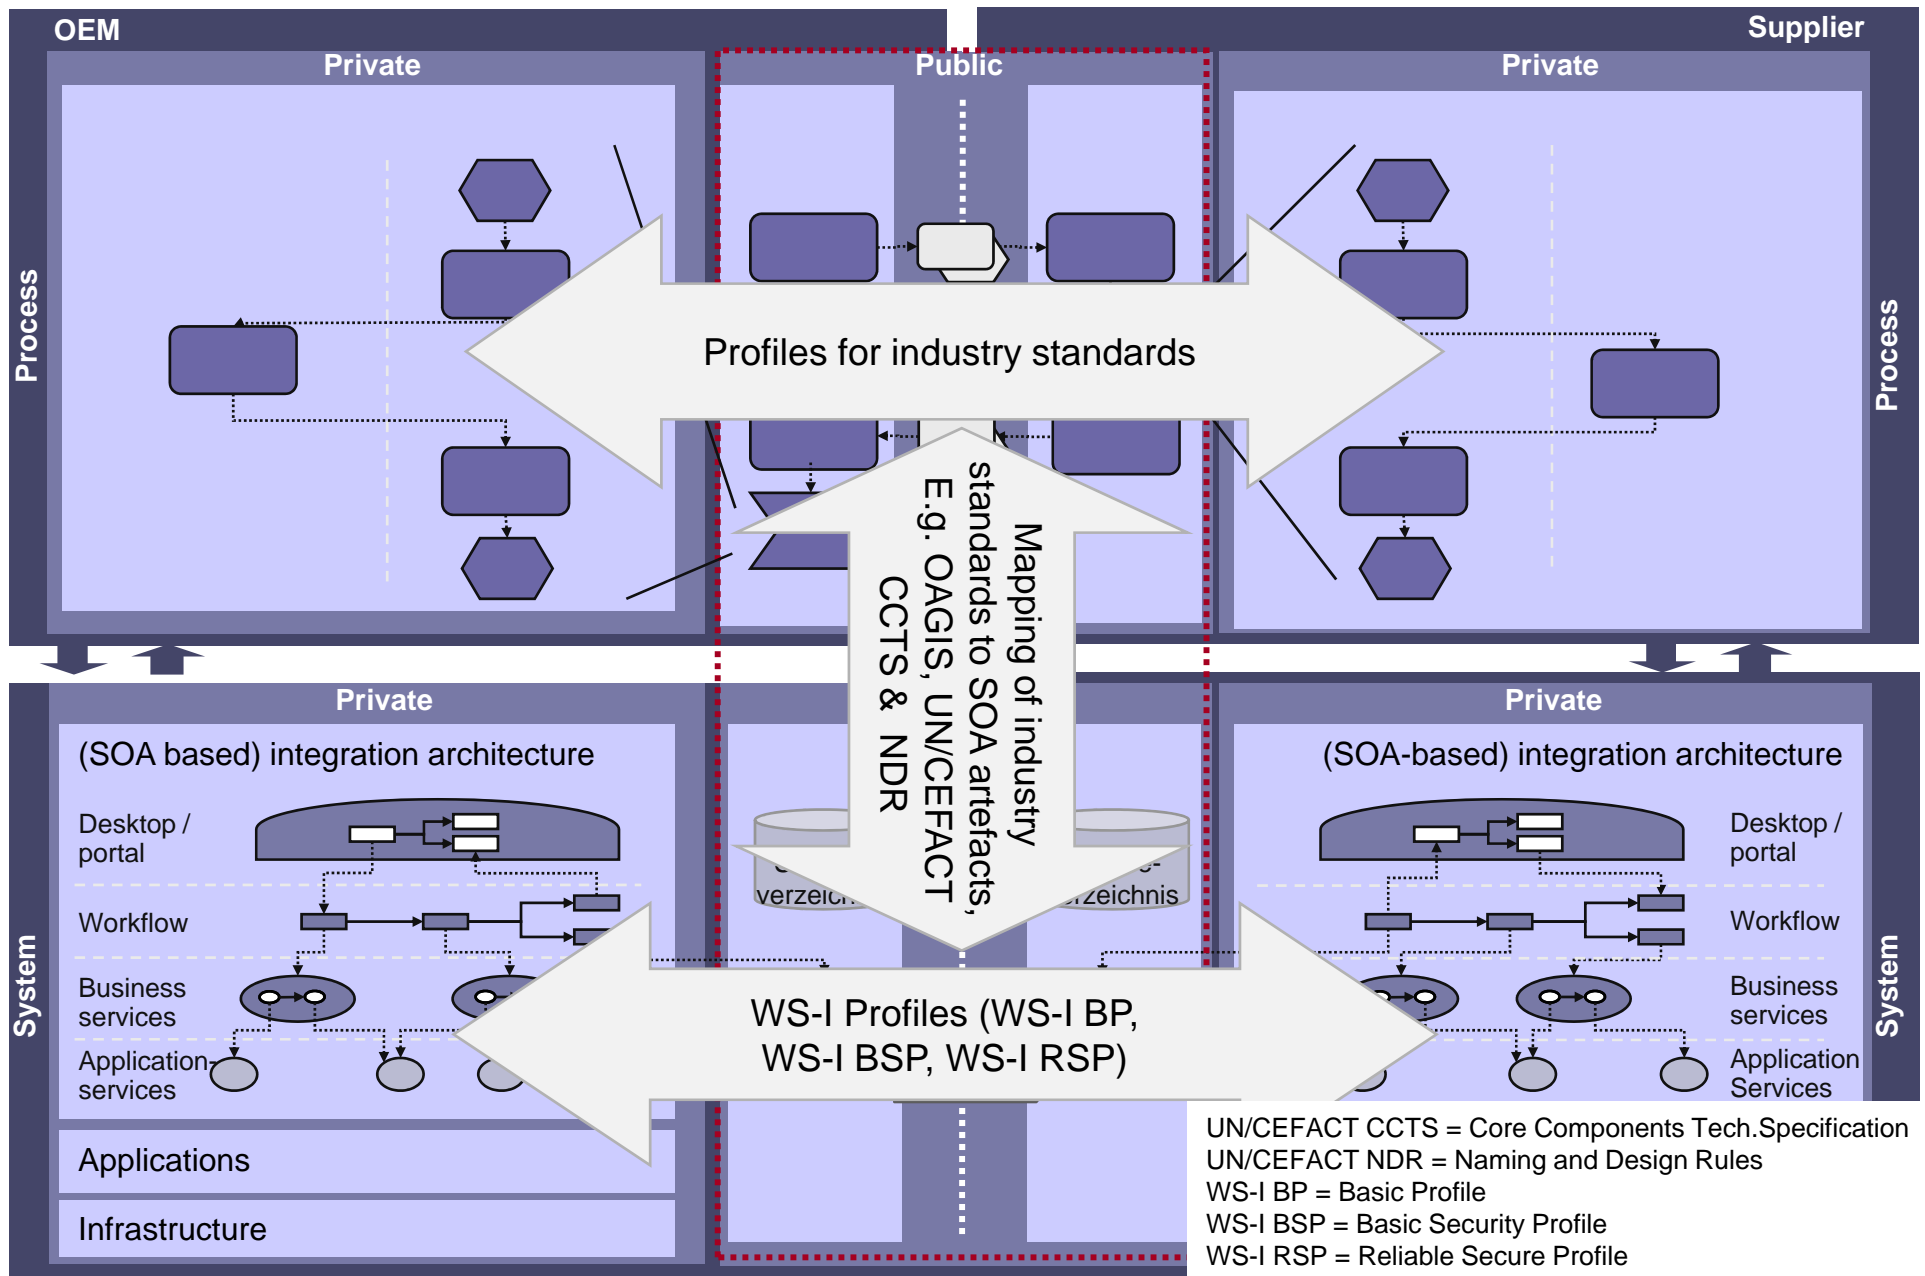 OEM
Supplier
Private
Public
Private
Process
Process
Profiles for industry standards
Mapping of industry
standards to SOA artefacts,
E.g. OAGIS, UN/CEFACT
CCTS & NDR
Private
Private
System
System
(SOA based) integration architecture
(SOA-based) integration architecture
Desktop /
portal
Desktop /
portal
Workflow
Workflow
Business
services
Business
services
Application-
services
Application
Services
WS-I Profiles (WS-I BP,
WS-I BSP, WS-I RSP)
Applications
Infrastructure
UN/CEFACT CCTS = Core Components Tech.Specification
UN/CEFACT NDR = Naming and Design Rules
WS-I BP = Basic Profile
WS-I BSP = Basic Security Profile
WS-I RSP = Reliable Secure Profile